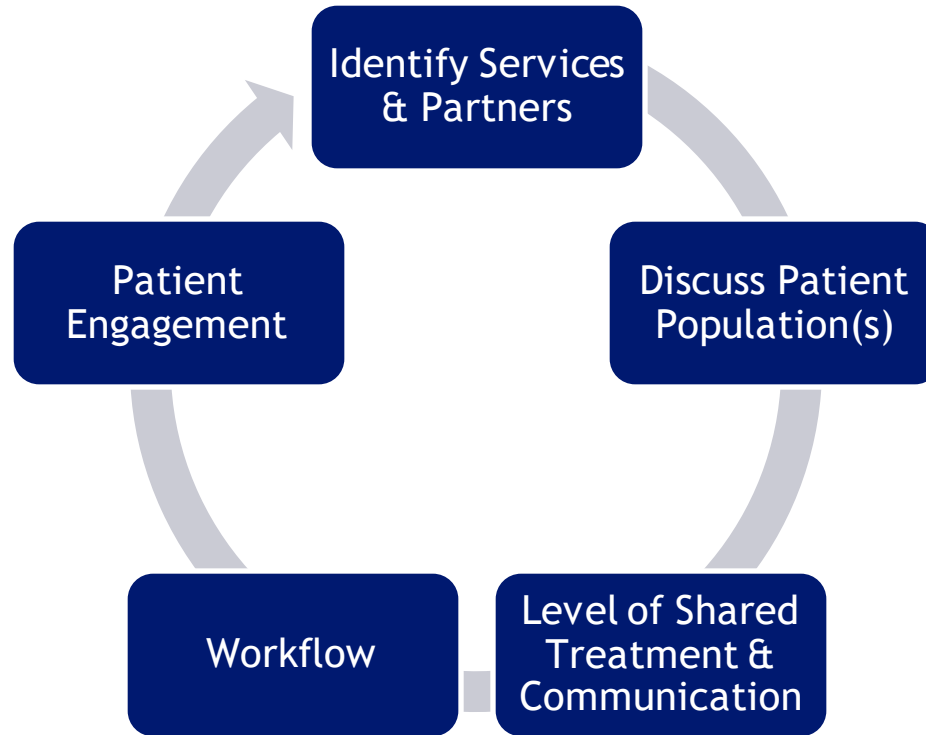 Identify Services
& Partners
Discuss Patient
Population(s)
Level of Shared
Treatment &
Communication
Workflow
Patient
Engagement